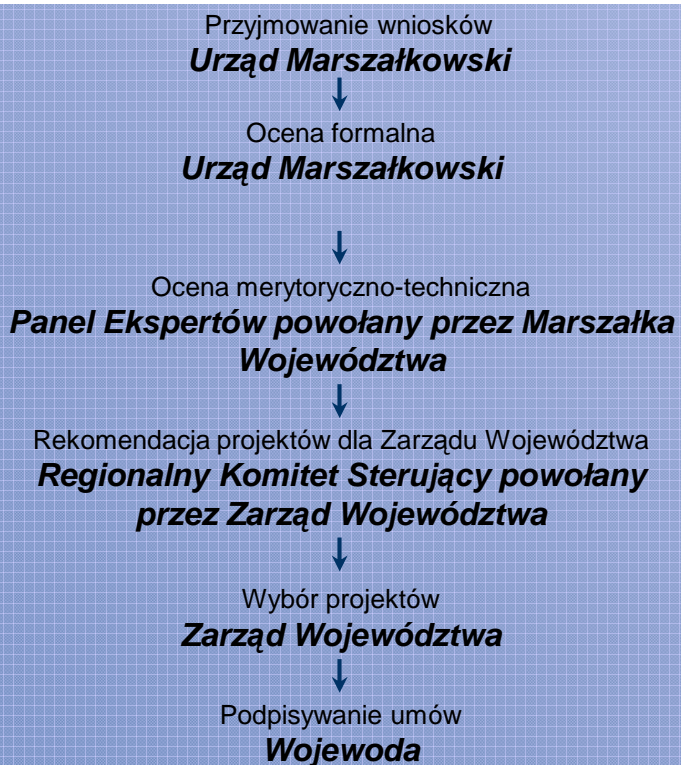 Przyjmowanie wniosków
Urząd Marszałkowski
Ocena formalna
Urząd Marszałkowski
Ocena merytoryczno-techniczna
Panel Ekspertów powołany przez Marszałka
Województwa
Rekomendacja projektów dla Zarządu Województwa
Regionalny Komitet Sterujący powołany
przez Zarząd Województwa
Wybór projektów
Zarząd Województwa
Podpisywanie umów
Wojewoda